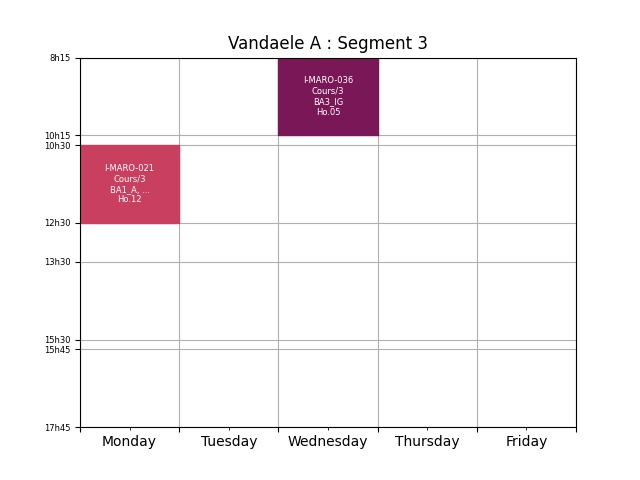 Vandaele A : Segment 3
8h15
I-MARO-036
Cours/3
BA3_IG
Ho.05
10h15
10h30
I-MARO-021
Cours/3
BA1_A, ...
Ho.12
12h30
13h30
15h30
15h45
17h45
Monday Tuesday Wednesday Thursday Friday